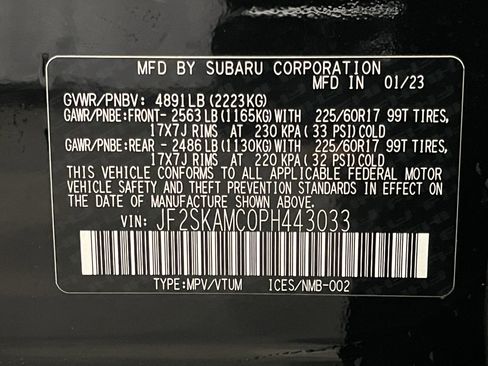 MFD BY SUBARU CORPORATION
MFD IN 01/23
GVWR/PNBV: 4891LB(2223KG)
GAWR/PNBE:FRONT- 2563LB(1165KG)WITH 225/60R17 99T TIRES,
17X7J RIMS AT 230 KPA(33 PSI)COLD
GAWR/PNBE:REAR - 2486LB(1130KG)WITH 225/60R17 99T TIRES,
17X7J RIMS AT 220 KPA(32 PSI)COLD
THIS VEHICLE CONFORMS TO ALL APPLICABLE FEDERAL MOTOR
VEHICLE SAFETY AND THEFT PREVENTION STANDARDS IN EFFECT ON
THE DATE OF MANUFACTURE SHOWN ABOVE.
VIN: JF2SKAMC0PH443033
TYPE:MPV/VTUM ICES/NMB-002